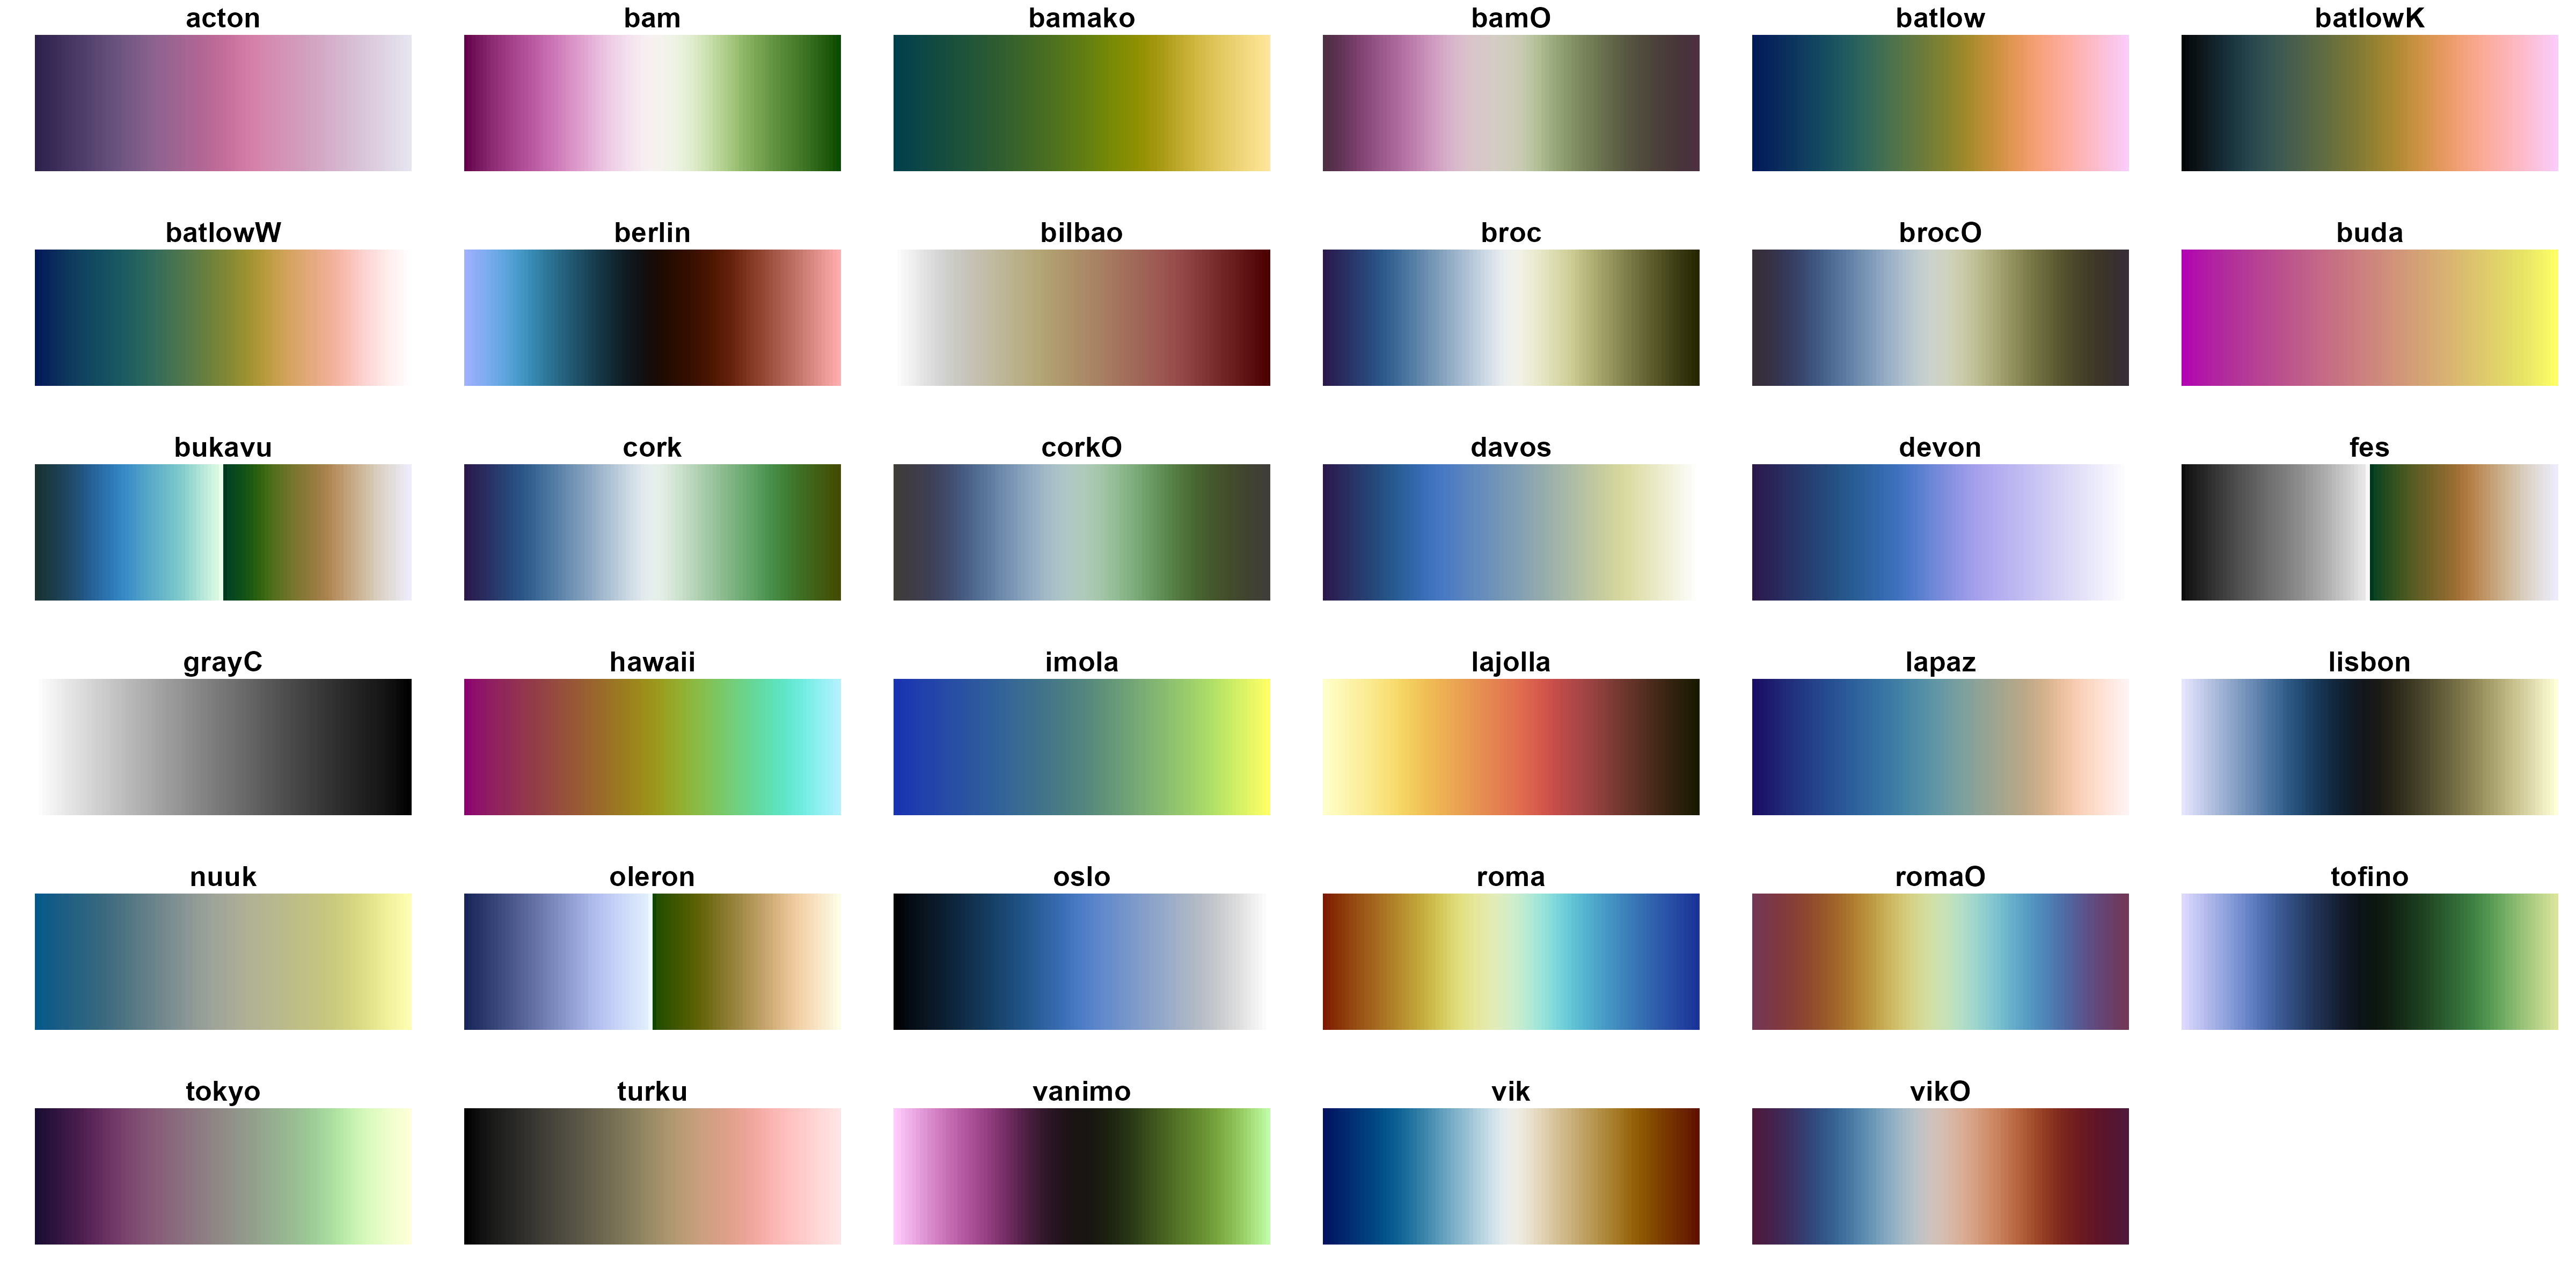 acton bam bamako bamO batlow batlowK
batlowW berlin bilbao broc brocO buda
bukavu cork corkO davos devon fes
grayC hawaii imola lajolla lapaz lisbon
nuuk oleron oslo roma romaO tofino
tokyo turku vanimo vik vikO